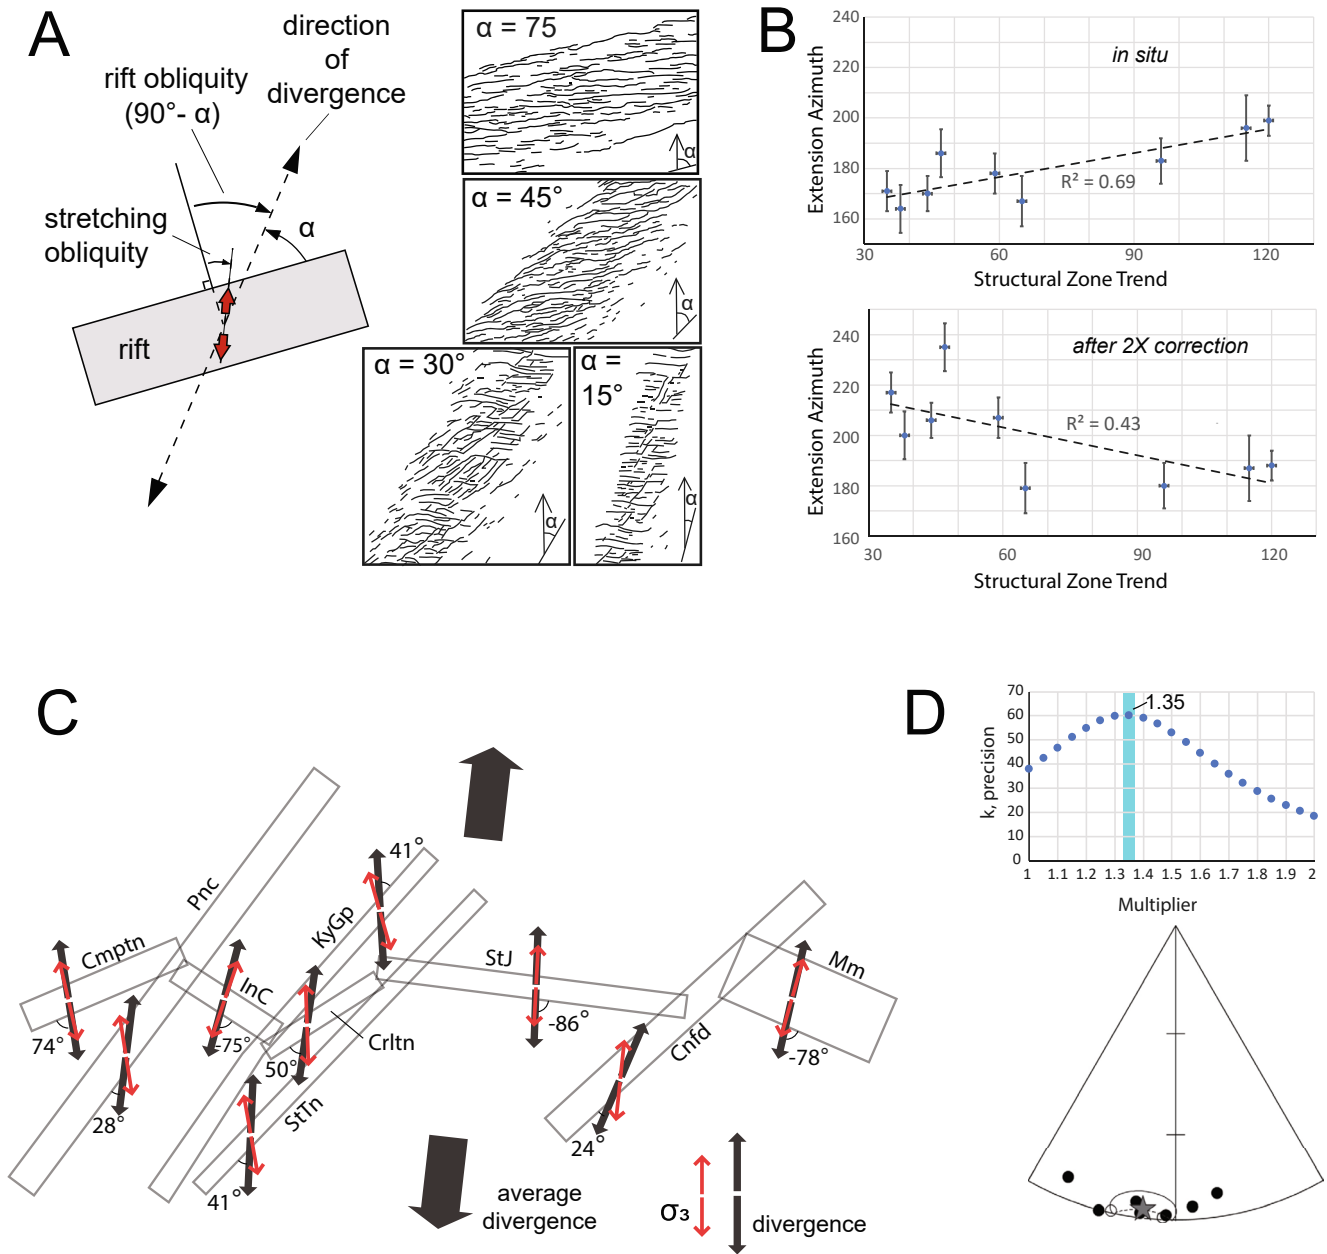 A
direction
of
divergence
rift obliquity
(90°- α)
stretching
obliquity
α
rift
α = 75
α
α = 45°
α
α = 30°
α
α =
15°
α
B
Extension Azimuth
240
220
200
180
160
in situ
R² = 0.69
30
60
90
120
Structural Zone Trend
Extension Azimuth
240
220
200
180
160
after 2X correction
R² = 0.43
30
60
90
120
Structural Zone Trend
C
Pnc
Cmptn
InC
KyGp
StJ
Mm
Crltn
StTn
Cnfd
41°
74°
-75°
50°
-86°
-78°
28°
24°
41°
average
divergence
σ₃
divergence
D
k, precision
70
60
50
40
30
20
10
0
1.35
1
1.1
1.2
1.3
1.4
1.5
1.6
1.7
1.8
1.9
2
Multiplier